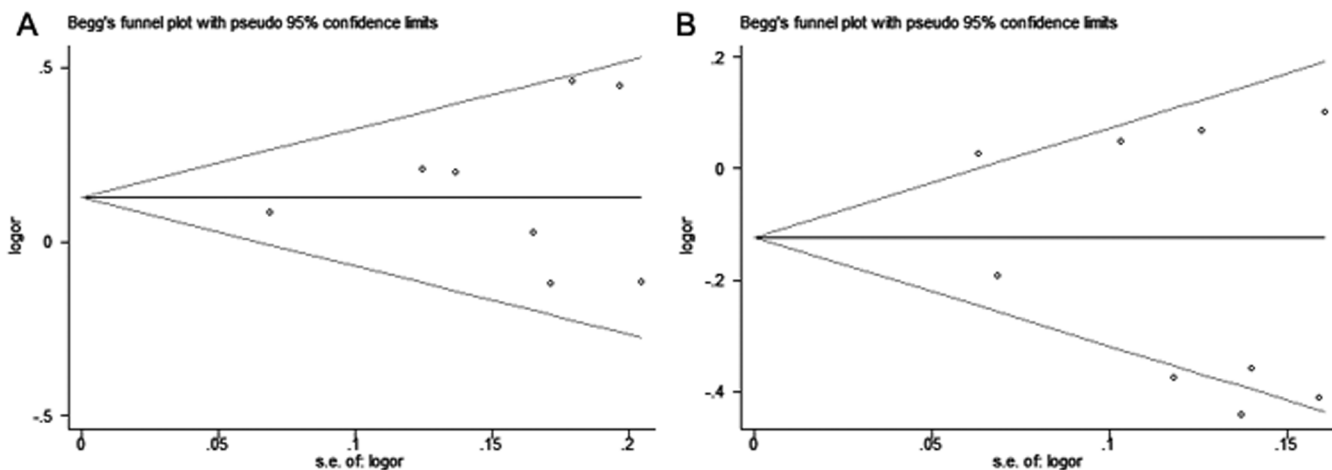 A
Begg's funnel plot with pseudo 95% confidence limits
.5
0
-.5
logor
0
.05
.1
.15
.2
s.e. of: logor
B
Begg's funnel plot with pseudo 95% confidence limits
.2
0
-.2
-.4
logor
0
.05
.1
.15
s.e. of: logor